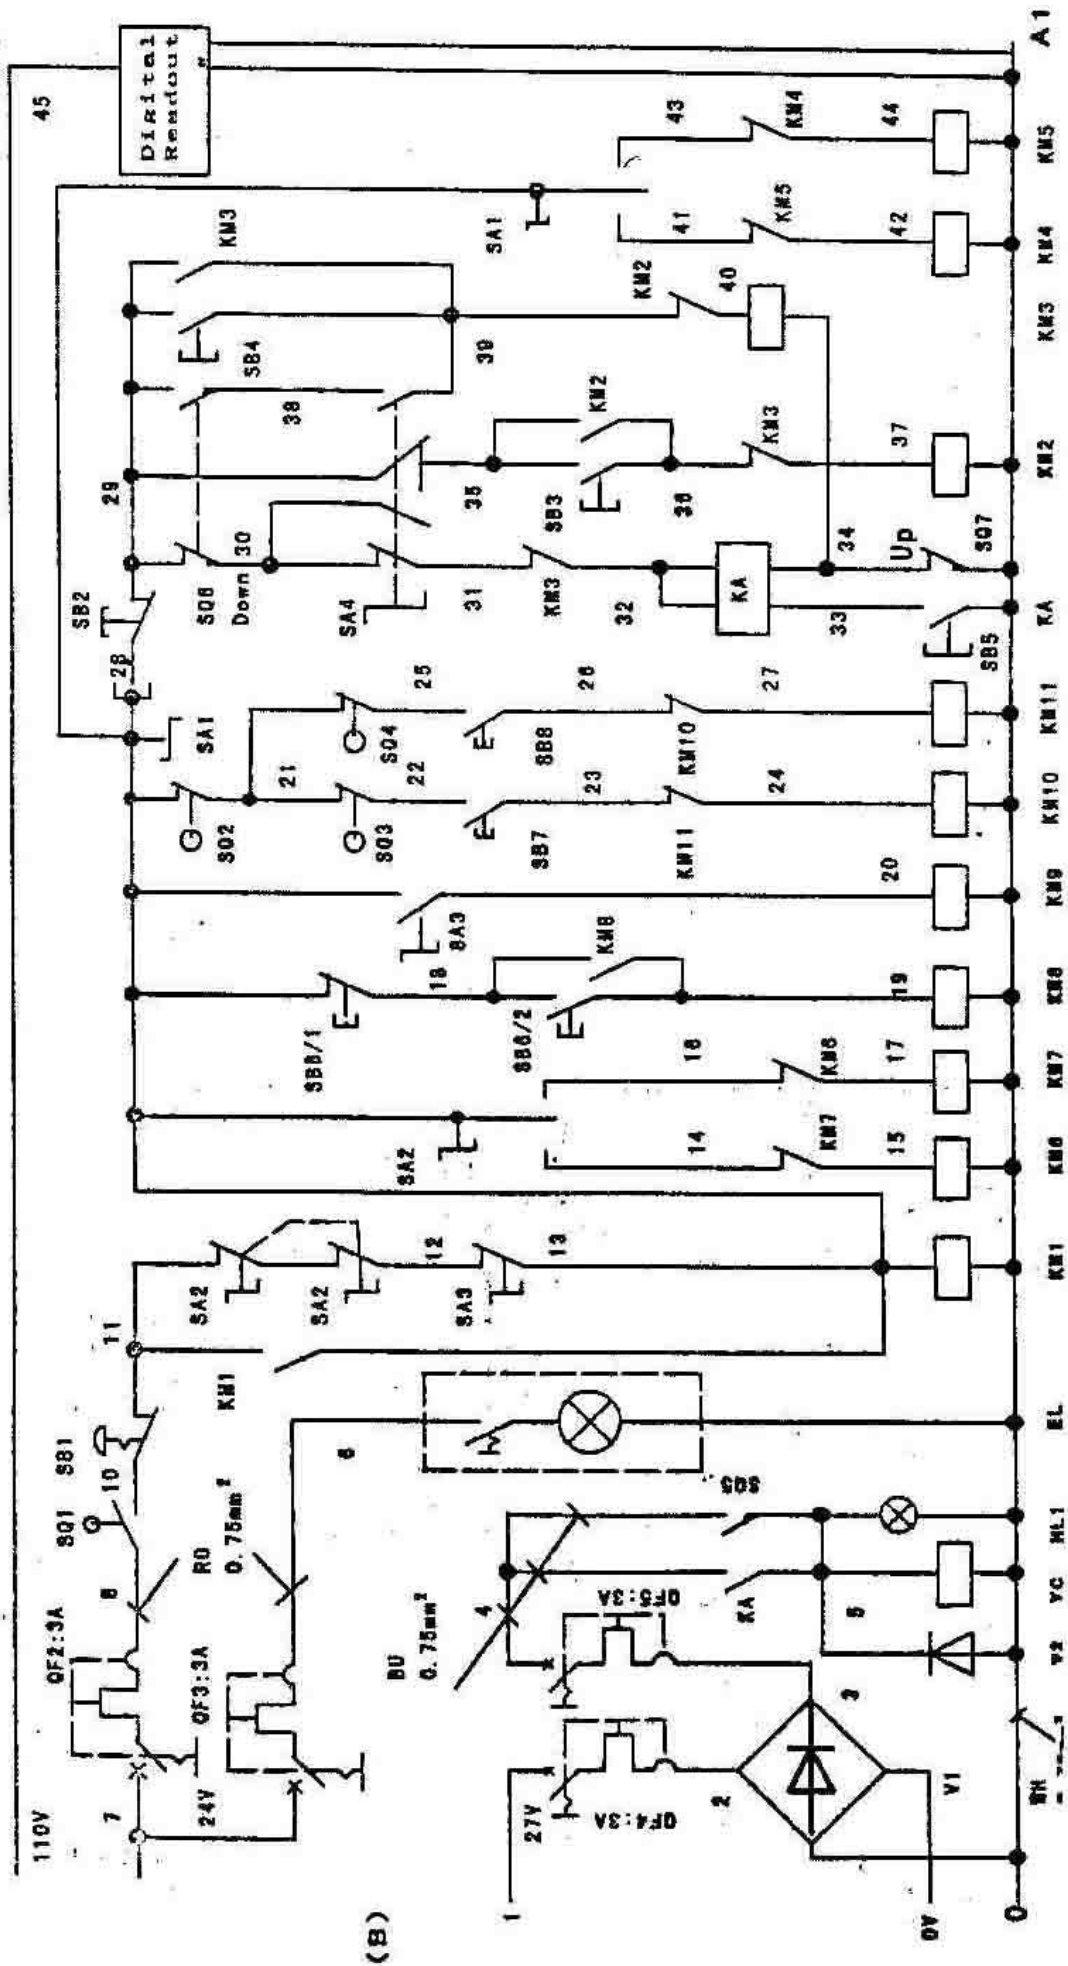 110V
45
Digital
Readout
"
A1
7
QF2:3A
8
SQ1
10
SB1
11
24V
QF3:3A
RD
0.75mm²
6
KM1
SA2
SA2
12
SA3
13
SA2
14
KM7
15
16
KM6
17
SB6/1
18
SB6/2
KM8
19
SA3
20
SQ2
21
SQ3
22
SB7
23
KM11
24
SQ4
25
SB8
26
KM10
27
SA1
28
SB2
29
SQ6
Down
30
SA4
31
KM3
32
KA
33
SB5
34
Up
SQ7
35
SB3
KM2
36
KM3
37
38
SB4
KM3
39
KM2
40
SA1
41
KM5
42
43
KM4
44
(B)
1
27V
QF4:3A
2
V1
3
BU
0.75mm²
4
KA
5
0V
0
V2
YC
HL1
EL
KM1
KM6
KM7
KM8
KM9
KM10
KM11
KA
KM2
KM3
KM4
KM5